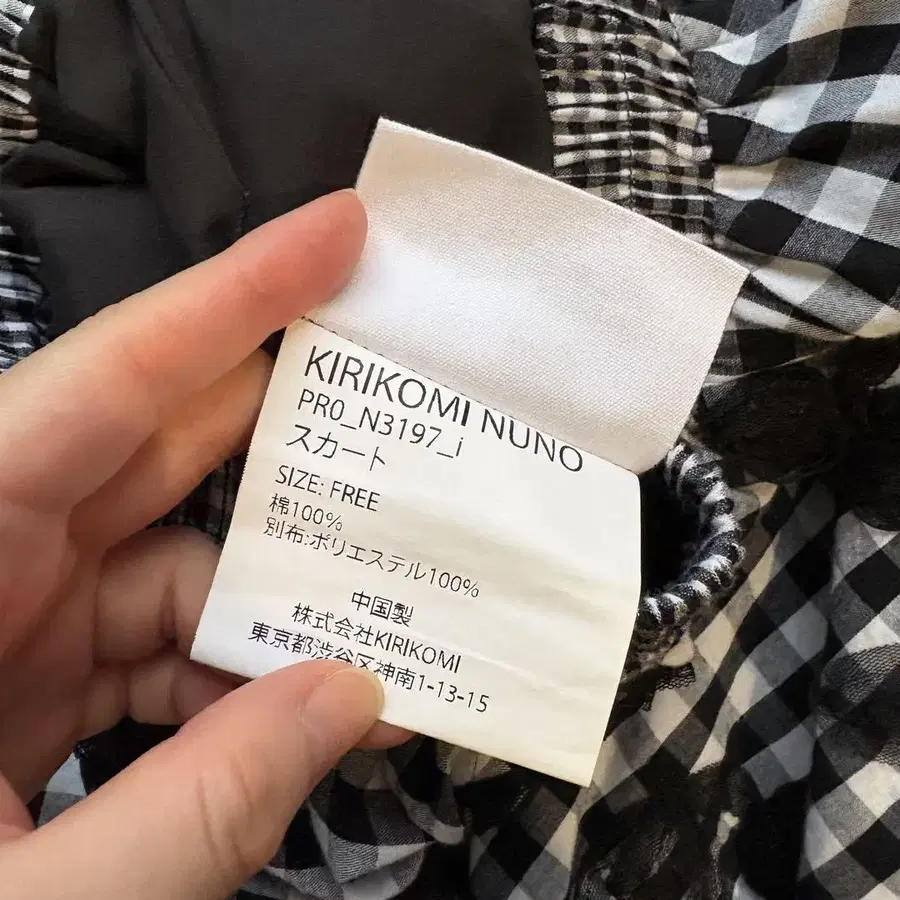 KIRIKOMI NUNO
PR0_N3197_i
スカート
SIZE: FREE
棉100%
別布:ポリエステル100%
中国製
株式会社KIRIKOMI
東京都渋谷区神南1-13-15